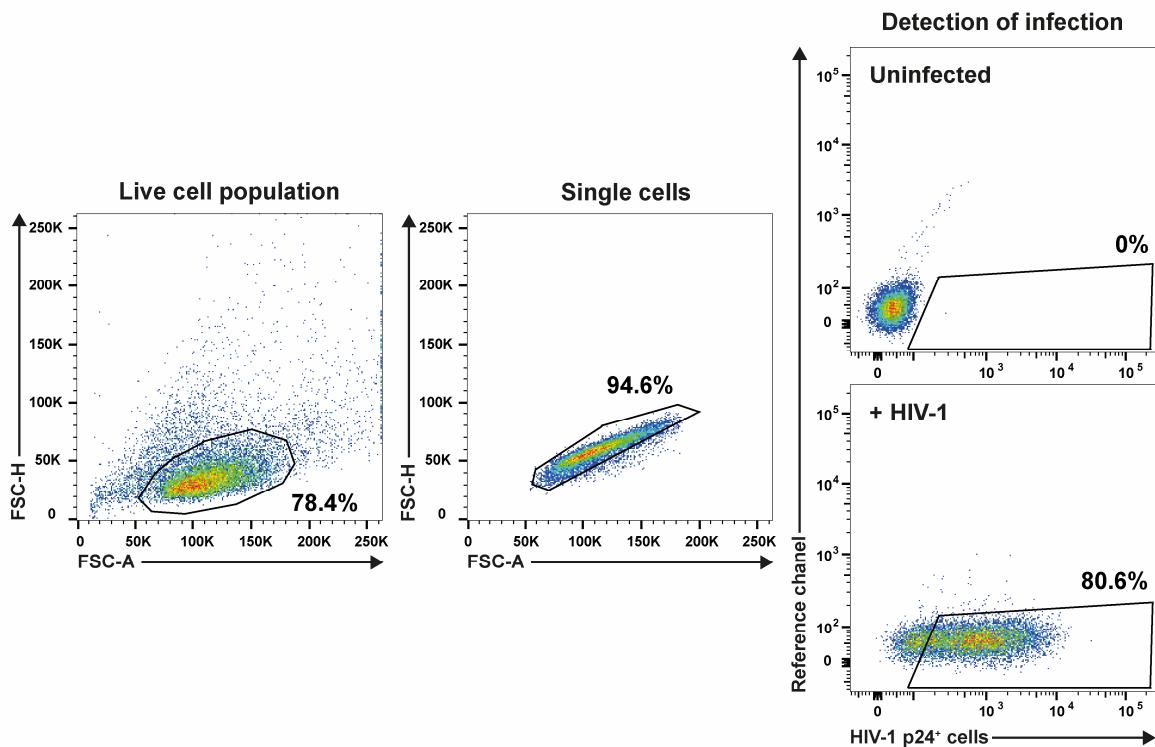 Detection of infection
Uninfected
10⁵
10⁴
10³
10²
0
0%
0
10³
10⁴
10⁵
Live cell population
250K
200K
150K
100K
50K
0
FSC-H
78.4%
0
50K
100K
150K
200K
250K
FSC-A
Single cells
250K
200K
150K
100K
50K
0
FSC-H
94.6%
0
50K
100K
150K
200K
250K
FSC-A
+ HIV-1
10⁵
10⁴
10³
10²
0
80.6%
0
10³
10⁴
10⁵
Reference channel
HIV-1 p24⁺ cells